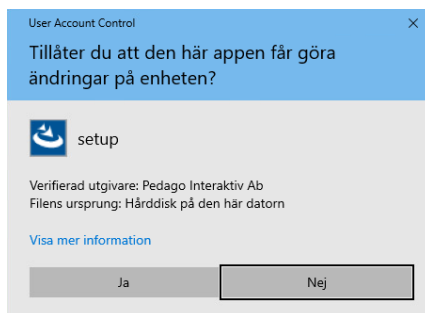 User Account Control
Tillåter du att den här appen får göra
ändringar på enheten?
setup
Verifierad utgivare: Pedago Interaktiv Ab
Filens ursprung: Hårddisk på den här datorn
Visa mer information
Ja
Nej